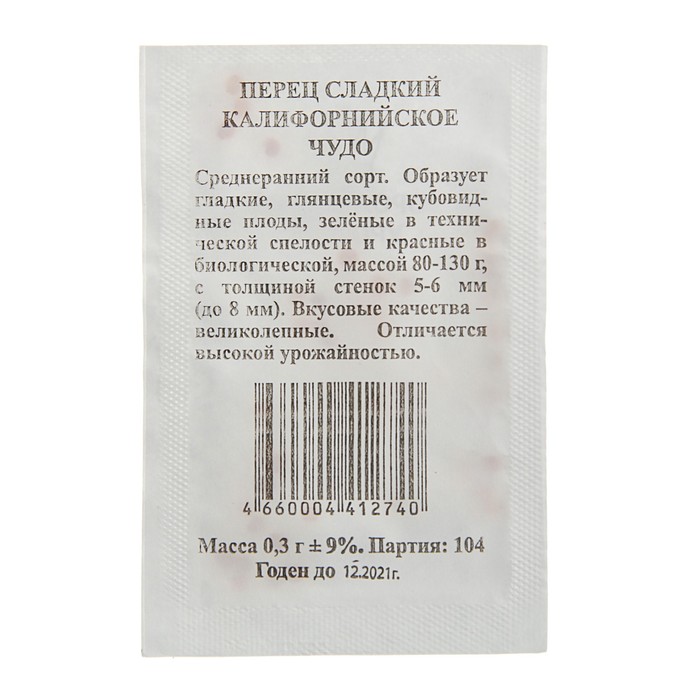 ПЕРЕЦ СЛАДКИЙ
КАЛИФОРНИЙСКОЕ
ЧУДО
Среднеранний сорт. Образует
гладкие, глянцевые, кубовид-
ные плоды, зелёные в техни-
ческой спелости и красные в
биологической, массой 80-130 г,
с толщиной стенок 5-6 мм
(до 8 мм). Вкусовые качества –
великолепные. Отличается
высокой урожайностью.
4 660004 412740
Масса 0,3 г ± 9%. Партия: 104
Годен до 12.2021г.